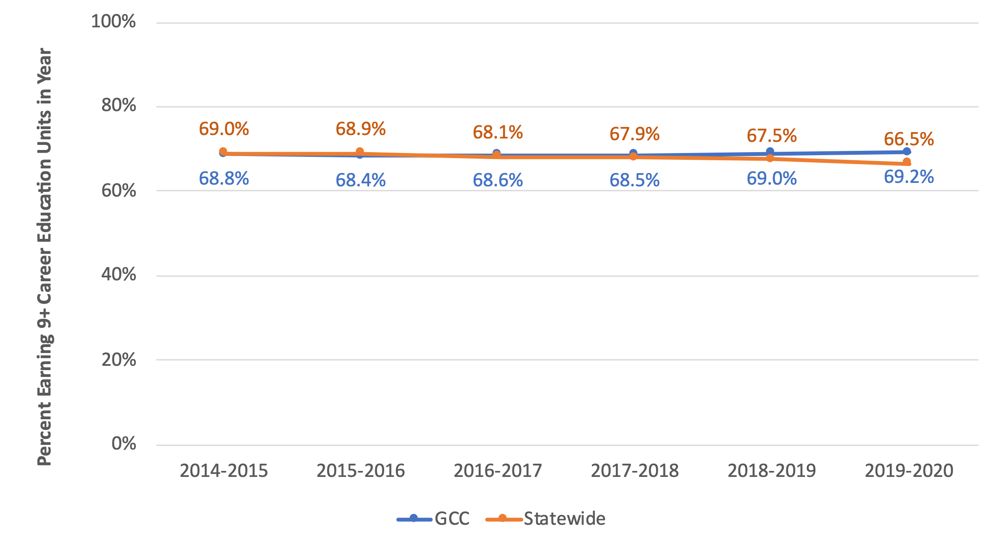 Percent Earning 9+ Career Education Units in Year
100%
80%
60%
40%
20%
0%
69.0% 68.9% 68.1% 67.9% 67.5% 66.5%
68.8% 68.4% 68.6% 68.5% 69.0% 69.2%
2014-2015 2015-2016 2016-2017 2017-2018 2018-2019 2019-2020
GCC Statewide